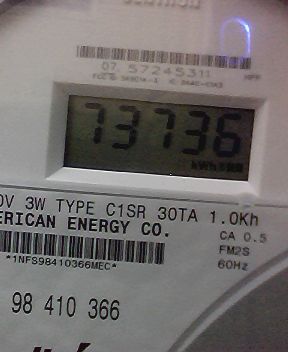 07 57245311
73736
kWh
0V 3W TYPE C1SR 30TA 1.0Kh
ERICAN ENERGY CO.
CA 0.5
FM2S
*1NFS98410366MEC*
60Hz
98 410 366